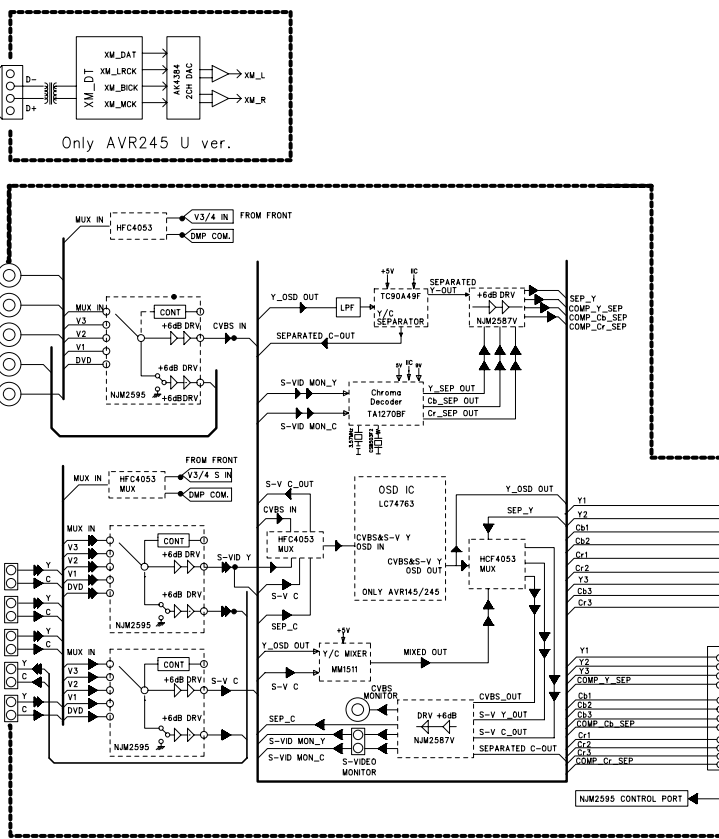 D-
D+
XM_DT
XM_DAT
XM_LRCK
XM_BICK
XM_MCK
AK4384
2CH DAC
XM_L
XM_R
Only AVR245 U ver.
MUX IN
HFC4053
V3/4 IN
FROM FRONT
DMP COM.
MUX IN
V3
V2
V1
DVD
CONT
+6dB DRV
+6dB DRV
+6dBDRV
NJM2595
CVBS IN
Y_OSD OUT
LPF
+5V
IIC
TC90A49F
Y/C
SEPARATOR
SEPARATED
Y-OUT
SEPARATED C-OUT
+6dB DRV
NJM2587V
SEP_Y
COMP_Y_SEP
COMP_Cb_SEP
COMP_Cr_SEP
S-VID MON_Y
S-VID MON_C
5V
IIC
9V
Chroma
Decoder
TA1270BF
Y_SEP OUT
Cb_SEP OUT
Cr_SEP OUT
FROM FRONT
MUX IN
HFC4053
MUX
V3/4 S IN
DMP COM.
MUX IN
V3
V2
V1
DVD
CONT
+6dB DRV
+6dB DRV
NJM2595
S-VID Y
Y
C
Y
C
Y
C
Y
C
Y
C
MUX IN
V3
V2
V1
DVD
CONT
+6dB DRV
+6dB DRV
NJM2595
S-V C
S-V C_OUT
CVBS IN
HFC4053
MUX
S-V C
SEP_C
OSD IC
LC74763
CVBS&S-V Y
OSD IN
CVBS&S-V Y
OSD OUT
ONLY AVR145/245
Y_OSD OUT
SEP_Y
HCF4053
MUX
Y_OSD OUT
S-V C
+5V
Y/C MIXER
MM1511
MIXED OUT
CVBS
MONITOR
SEP_C
S-VID MON_Y
S-VID MON_C
S-VIDEO
MONITOR
DRV +6dB
NJM2587V
CVBS_OUT
S-V Y_OUT
S-V C_OUT
SEPARATED C-OUT
Y1
Y2
Cb1
Cb2
Cr1
Cr2
Y3
Cb3
Cr3
Y1
Y2
Y3
COMP_Y_SEP
Cb1
Cb2
Cb3
COMP_Cb_SEP
Cr1
Cr2
Cr3
COMP_Cr_SEP
NJM2595 CONTROL PORT